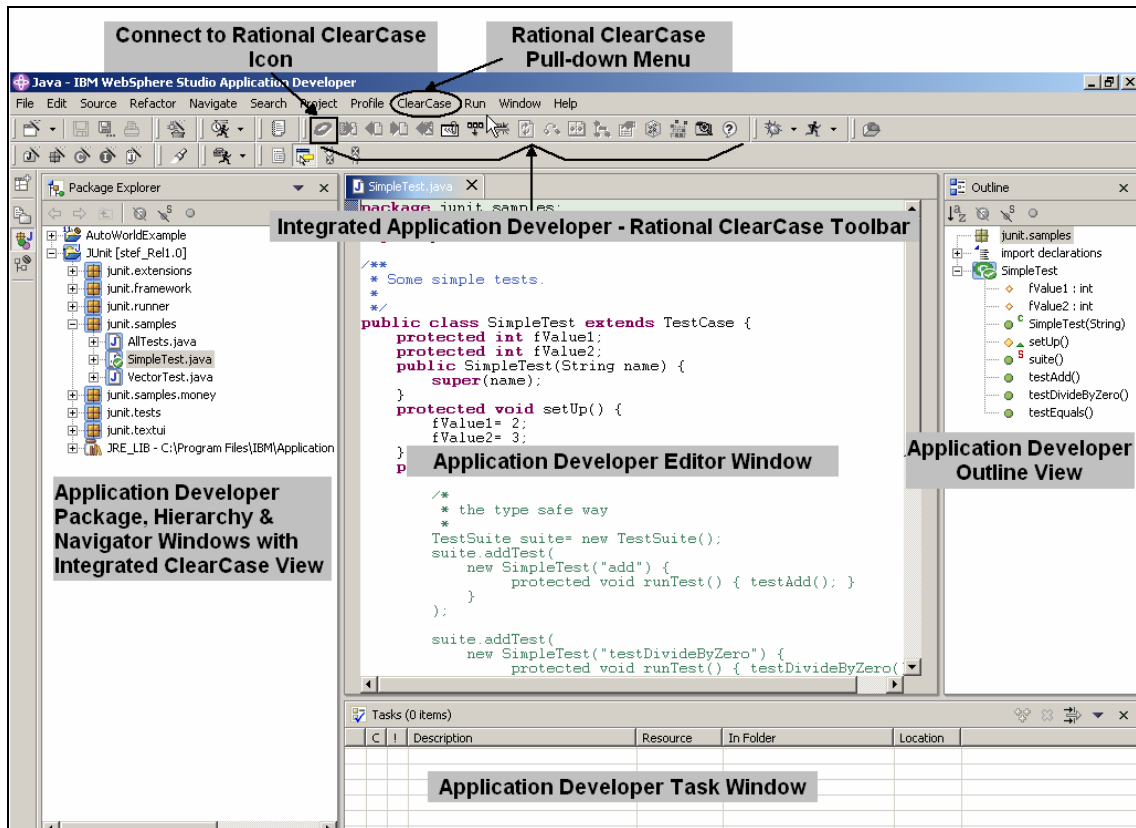 Connect to Rational ClearCase
Icon
Rational ClearCase
Pull-down Menu
Java - IBM WebSphere Studio Application Developer
File Edit Source Refactor Navigate Search Project Profile ClearCase Run Window Help
Package Explorer
AutoWorldExample
JUnit [stef_Rel1.0]
junit.extensions
junit.framework
junit.runner
junit.samples
AllTests.java
SimpleTest.java
VectorTest.java
junit.samples.money
junit.tests
junit.textui
JRE_LIB - C:\Program Files\IBM\Application
Application Developer
Package, Hierarchy &
Navigator Windows with
Integrated ClearCase View
SimpleTest.java
package junit.samples;
Integrated Application Developer - Rational ClearCase Toolbar
/**
* Some simple tests.
*
*/
public class SimpleTest extends TestCase {
protected int fValue1;
protected int fValue2;
public SimpleTest(String name) {
super(name);
}
protected void setUp() {
fValue1= 2;
fValue2= 3;
}
p
Application Developer Editor Window
/*
* the type safe way
*
TestSuite suite= new TestSuite();
suite.addTest(
new SimpleTest("add") {
protected void runTest() { testAdd(); }
}
);
suite.addTest(
new SimpleTest("testDivideByZero") {
protected void runTest() { testDivideByZero(
Outline
junit.samples
import declarations
SimpleTest
fValue1 : int
fValue2 : int
SimpleTest(String)
setUp()
suite()
testAdd()
testDivideByZero()
testEquals()
Application Developer
Outline View
Tasks (0 items)
C ! Description Resource In Folder Location
Application Developer Task Window